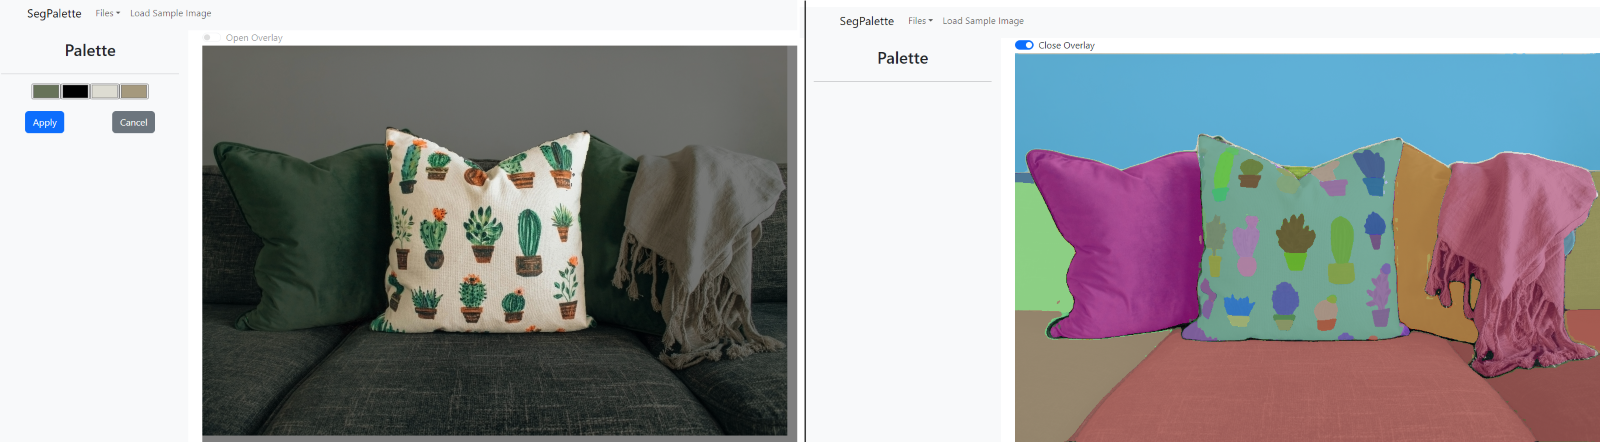 SegPalette Files Load Sample Image
Palette
Open Overlay
Apply Cancel
SegPalette Files Load Sample Image
Palette
Close Overlay